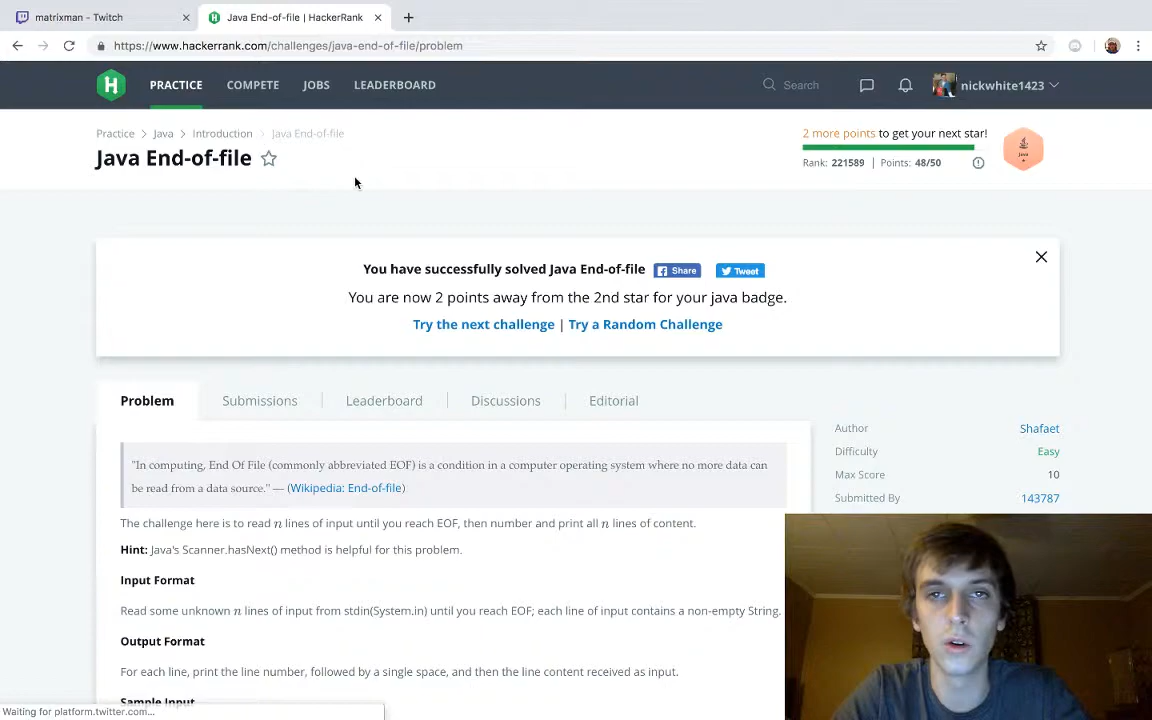 matrixman - Twitch
Java End-of-file | HackerRank
https://www.hackerrank.com/challenges/java-end-of-file/problem
H PRACTICE COMPETE JOBS LEADERBOARD Search nickwhite1423
Practice > Java > Introduction > Java End-of-file
Java End-of-file
2 more points to get your next star!
Rank: 221589 | Points: 48/50
Java
You have successfully solved Java End-of-file Share Tweet
You are now 2 points away from the 2nd star for your java badge.
Try the next challenge | Try a Random Challenge
Problem Submissions Leaderboard Discussions Editorial
"In computing, End Of File (commonly abbreviated EOF) is a condition in a computer operating system where no more data can
be read from a data source." — (Wikipedia: End-of-file)
The challenge here is to read n lines of input until you reach EOF, then number and print all n lines of content.
Hint: Java's Scanner.hasNext() method is helpful for this problem.
Input Format
Read some unknown n lines of input from stdin(System.in) until you reach EOF; each line of input contains a non-empty String.
Output Format
For each line, print the line number, followed by a single space, and then the line content received as input.
Sample Input
Author Shafaet
Difficulty Easy
Max Score 10
Submitted By 143787
Waiting for platform.twitter.com...